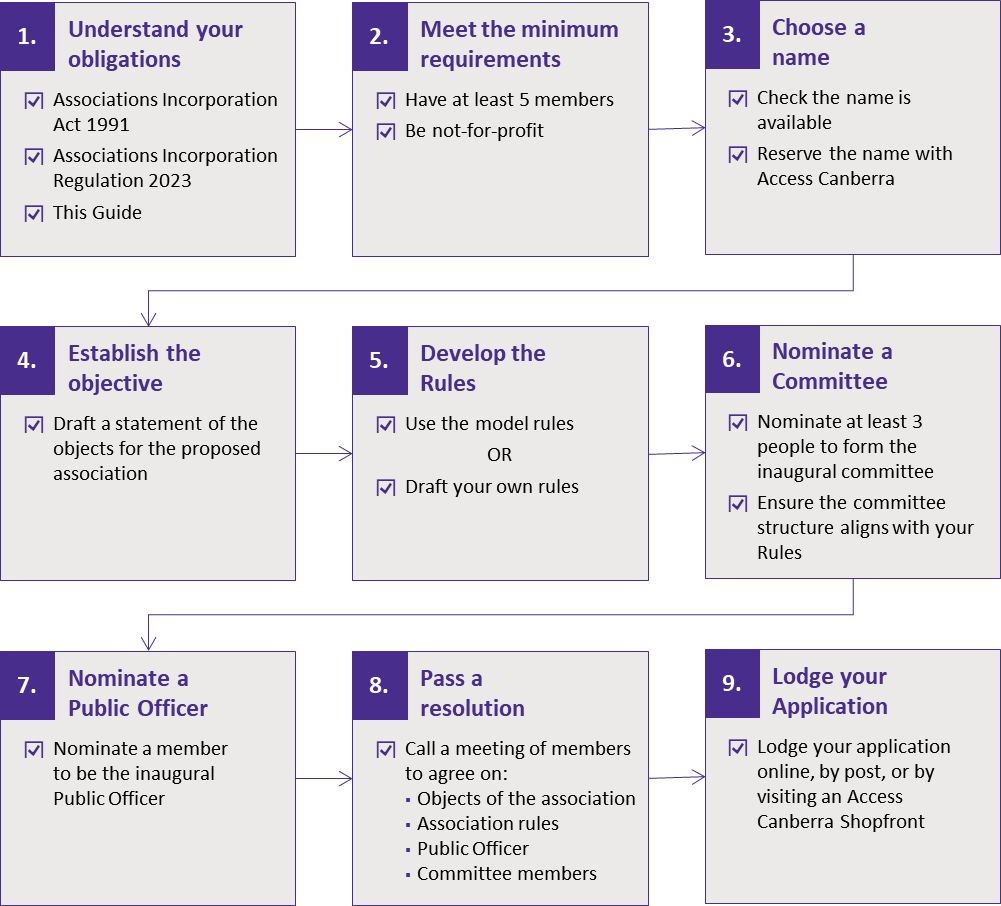 1.
Understand your
obligations
Associations Incorporation
Act 1991
Associations Incorporation
Regulation 2023
This Guide
2.
Meet the minimum
requirements
Have at least 5 members
Be not-for-profit
3.
Choose a
name
Check the name is
available
Reserve the name with
Access Canberra
4.
Establish the
objective
Draft a statement of the
objects for the proposed
association
5.
Develop the
Rules
Use the model rules
OR
Draft your own rules
6.
Nominate a
Committee
Nominate at least 3
people to form the
inaugural committee
Ensure the committee
structure aligns with your
Rules
7.
Nominate a
Public Officer
Nominate a member
to be the inaugural
Public Officer
8.
Pass a
resolution
Call a meeting of members
to agree on:
▪ Objects of the association
▪ Association rules
▪ Public Officer
▪ Committee members
9.
Lodge your
Application
Lodge your application
online, by post, or by
visiting an Access
Canberra Shopfront